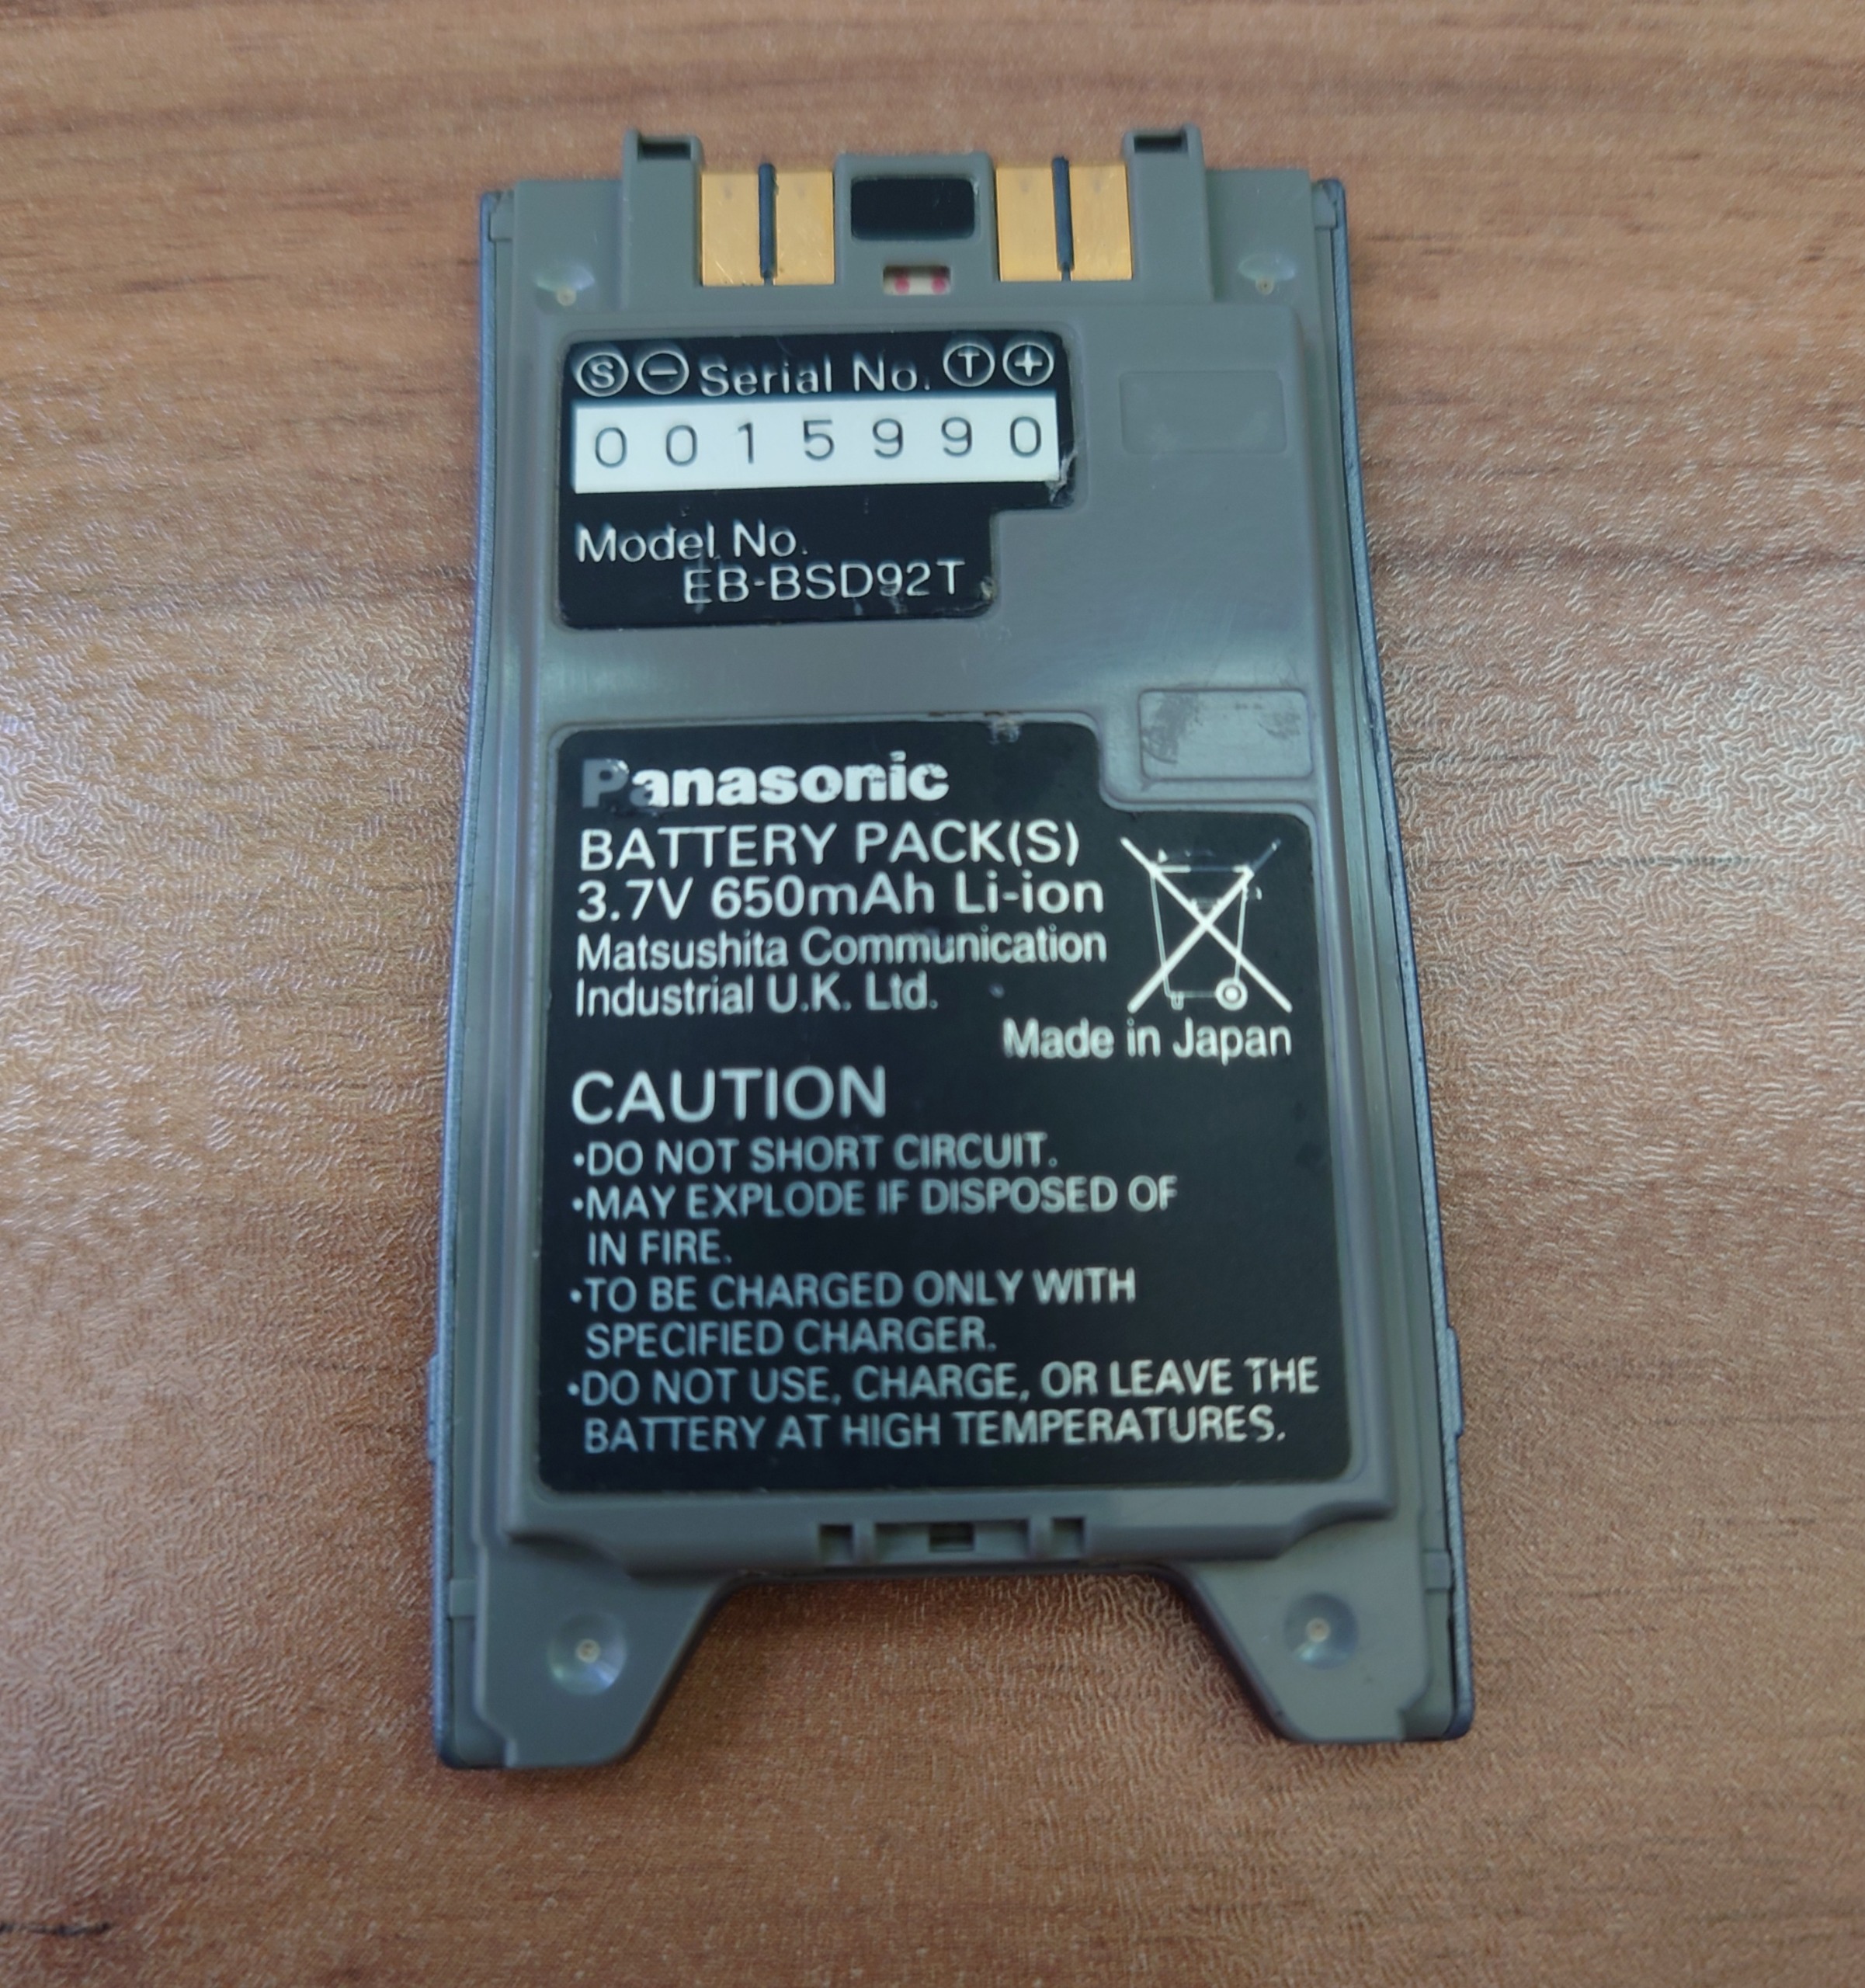 Ⓢ ⊖ Serial No. Ⓣ ⊕
0015990
Model No.
EB-BSD92T
Panasonic
BATTERY PACK(S)
3.7V 650mAh Li-ion
Matsushita Communication
Industrial U.K. Ltd.
Made in Japan
CAUTION
•DO NOT SHORT CIRCUIT.
•MAY EXPLODE IF DISPOSED OF
IN FIRE.
•TO BE CHARGED ONLY WITH
SPECIFIED CHARGER.
•DO NOT USE, CHARGE, OR LEAVE THE
BATTERY AT HIGH TEMPERATURES.